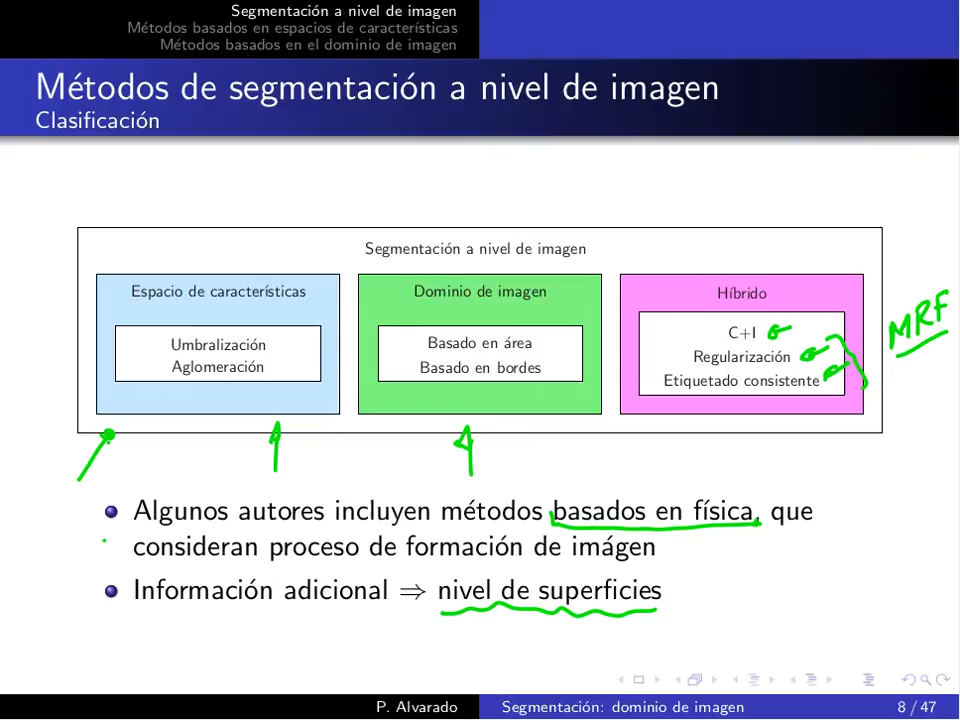 Segmentación a nivel de imagen
Métodos basados en espacios de características
Métodos basados en el dominio de imagen
Métodos de segmentación a nivel de imagen
Clasificación
Segmentación a nivel de imagen
Espacio de características
Umbralización
Aglomeración
Dominio de imagen
Basado en área
Basado en bordes
Híbrido
C+I
Regularización
Etiquetado consistente
MRF
Algunos autores incluyen métodos basados en física, que
consideran proceso de formación de imágen
Información adicional ⇒ nivel de superficies
P. Alvarado
Segmentación: dominio de imagen
8 / 47